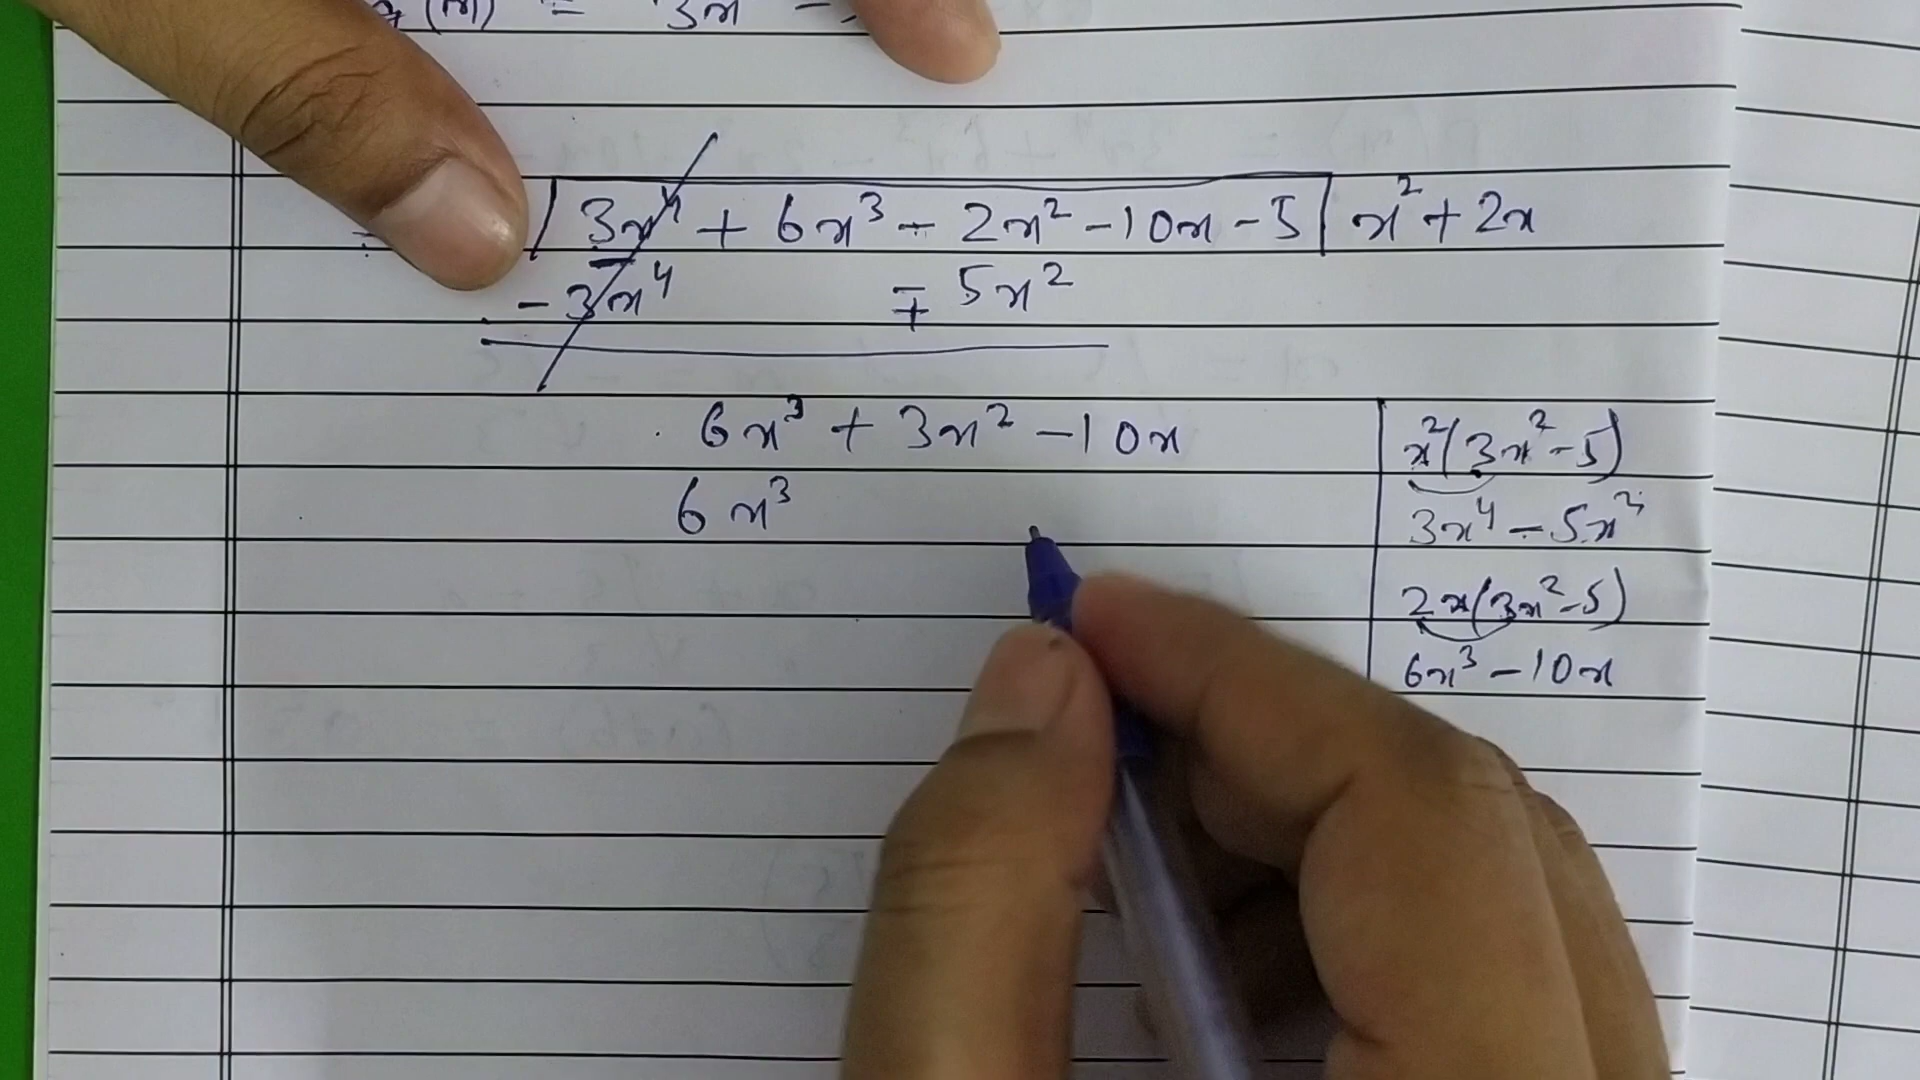 (x) = 3x -
3x⁴ + 6x³ - 2x² - 10x - 5 | x² + 2x
- 3x⁴ ∓ 5x²
6x³ + 3x² - 10x
6x³
x²(3x² - 5)
3x⁴ - 5x²
2x(3x² - 5)
6x³ - 10x